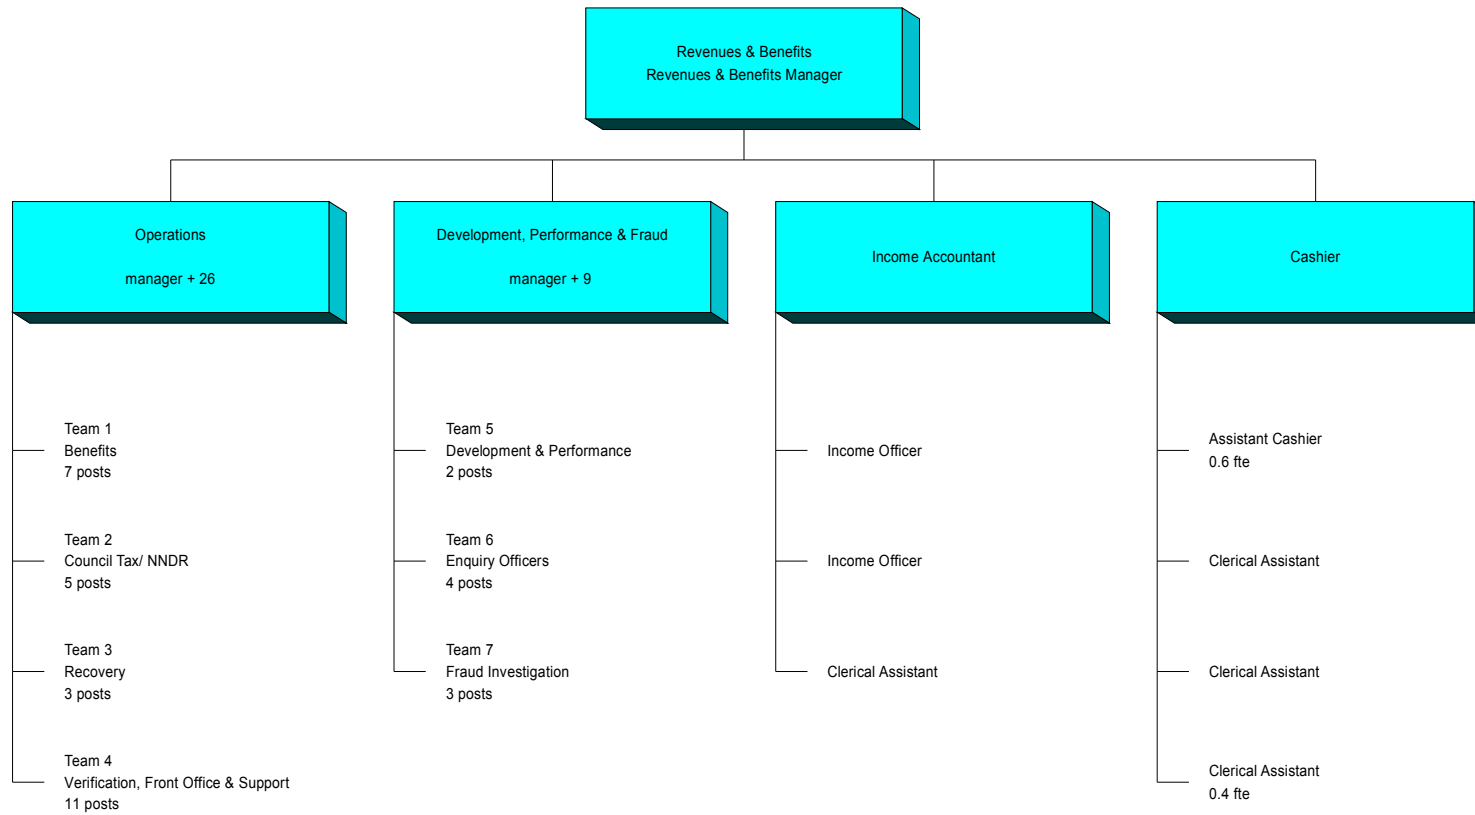 Revenues & Benefits
Revenues & Benefits Manager
Operations
manager + 26
Development, Performance & Fraud
manager + 9
Income Accountant
Cashier
Team 1
Benefits
7 posts
Team 2
Council Tax/ NNDR
5 posts
Team 3
Recovery
3 posts
Team 4
Verification, Front Office & Support
11 posts
Team 5
Development & Performance
2 posts
Team 6
Enquiry Officers
4 posts
Team 7
Fraud Investigation
3 posts
Income Officer
Income Officer
Clerical Assistant
Assistant Cashier
0.6 fte
Clerical Assistant
Clerical Assistant
Clerical Assistant
0.4 fte